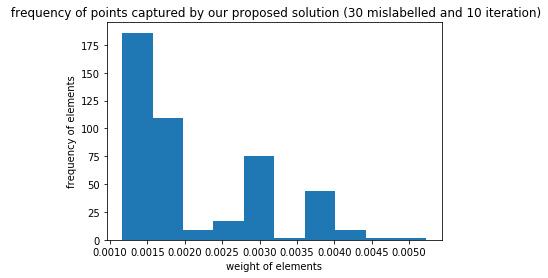 frequency of points captured by our proposed solution (30 mislabelled and 10 iteration)
175
150
125
100
75
50
25
0
frequency of elements
0.0010 0.0015 0.0020 0.0025 0.0030 0.0035 0.0040 0.0045 0.0050
weight of elements